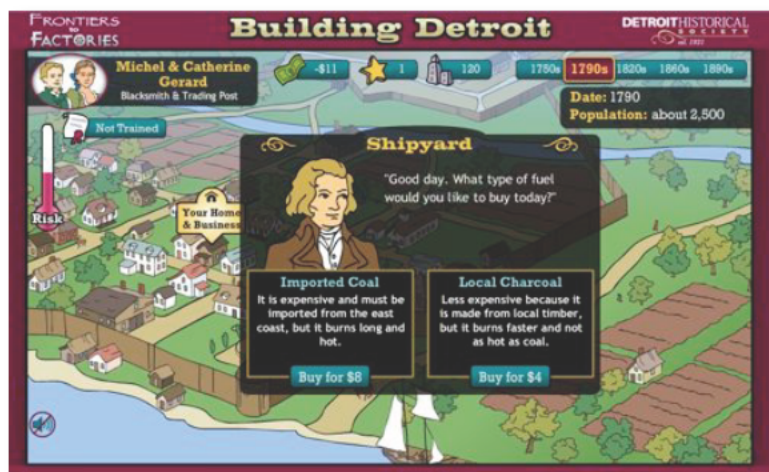 FRONTIERS
TO
FACTORIES
Building Detroit
DETROITHISTORICAL
SOCIETY
est. 1921
Michel & Catherine
Gerard
Blacksmith & Trading Post
-$11
1
120
1750s
1790s
1820s
1860s
1890s
Date: 1790
Population: about 2,500
Not Trained
Risk
Your Home
& Business
Shipyard
"Good day. What type of fuel
would you like to buy today?"
Imported Coal
It is expensive and must be
imported from the east
coast, but it burns long and
hot.
Buy for $8
Local Charcoal
Less expensive because it
is made from local timber,
but it burns faster and not
as hot as coal.
Buy for $4